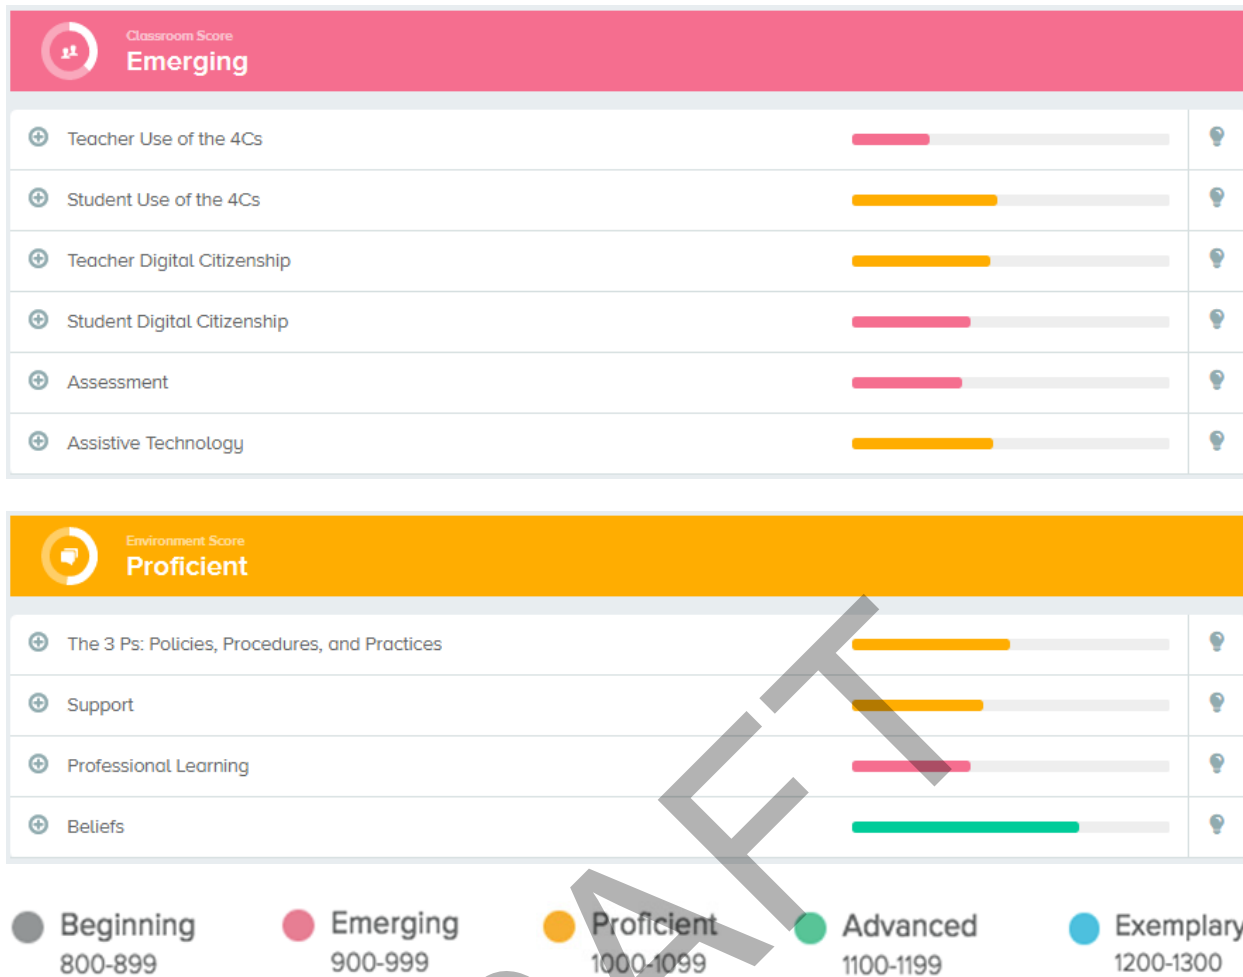 Classroom Score
Emerging
Teacher Use of the 4Cs
Student Use of the 4Cs
Teacher Digital Citizenship
Student Digital Citizenship
Assessment
Assistive Technology
Environment Score
Proficient
The 3 Ps: Policies, Procedures, and Practices
Support
Professional Learning
Beliefs
Beginning Emerging Proficient Advanced Exemplary
800-899 900-999 1000-1099 1100-1199 1200-1300
AFT